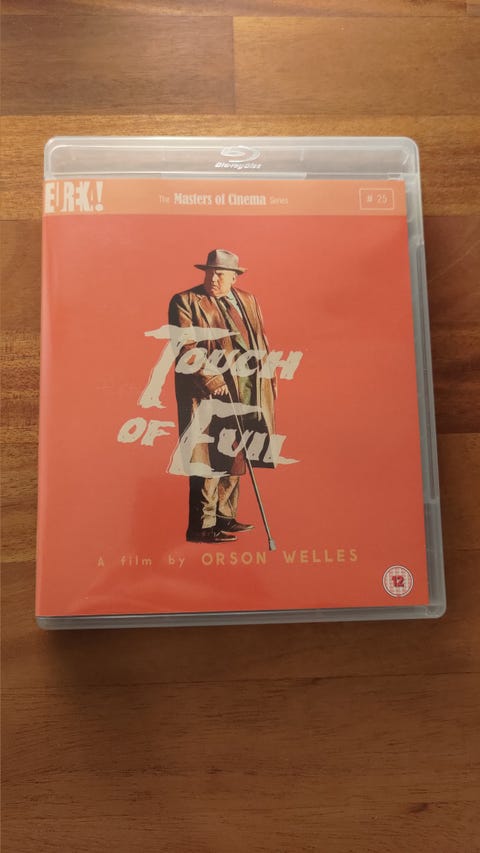 Blu-ray Disc
EUREKA!
The Masters of Cinema Series
# 25
TOUCH
OF EVIL
A film by ORSON WELLES
12